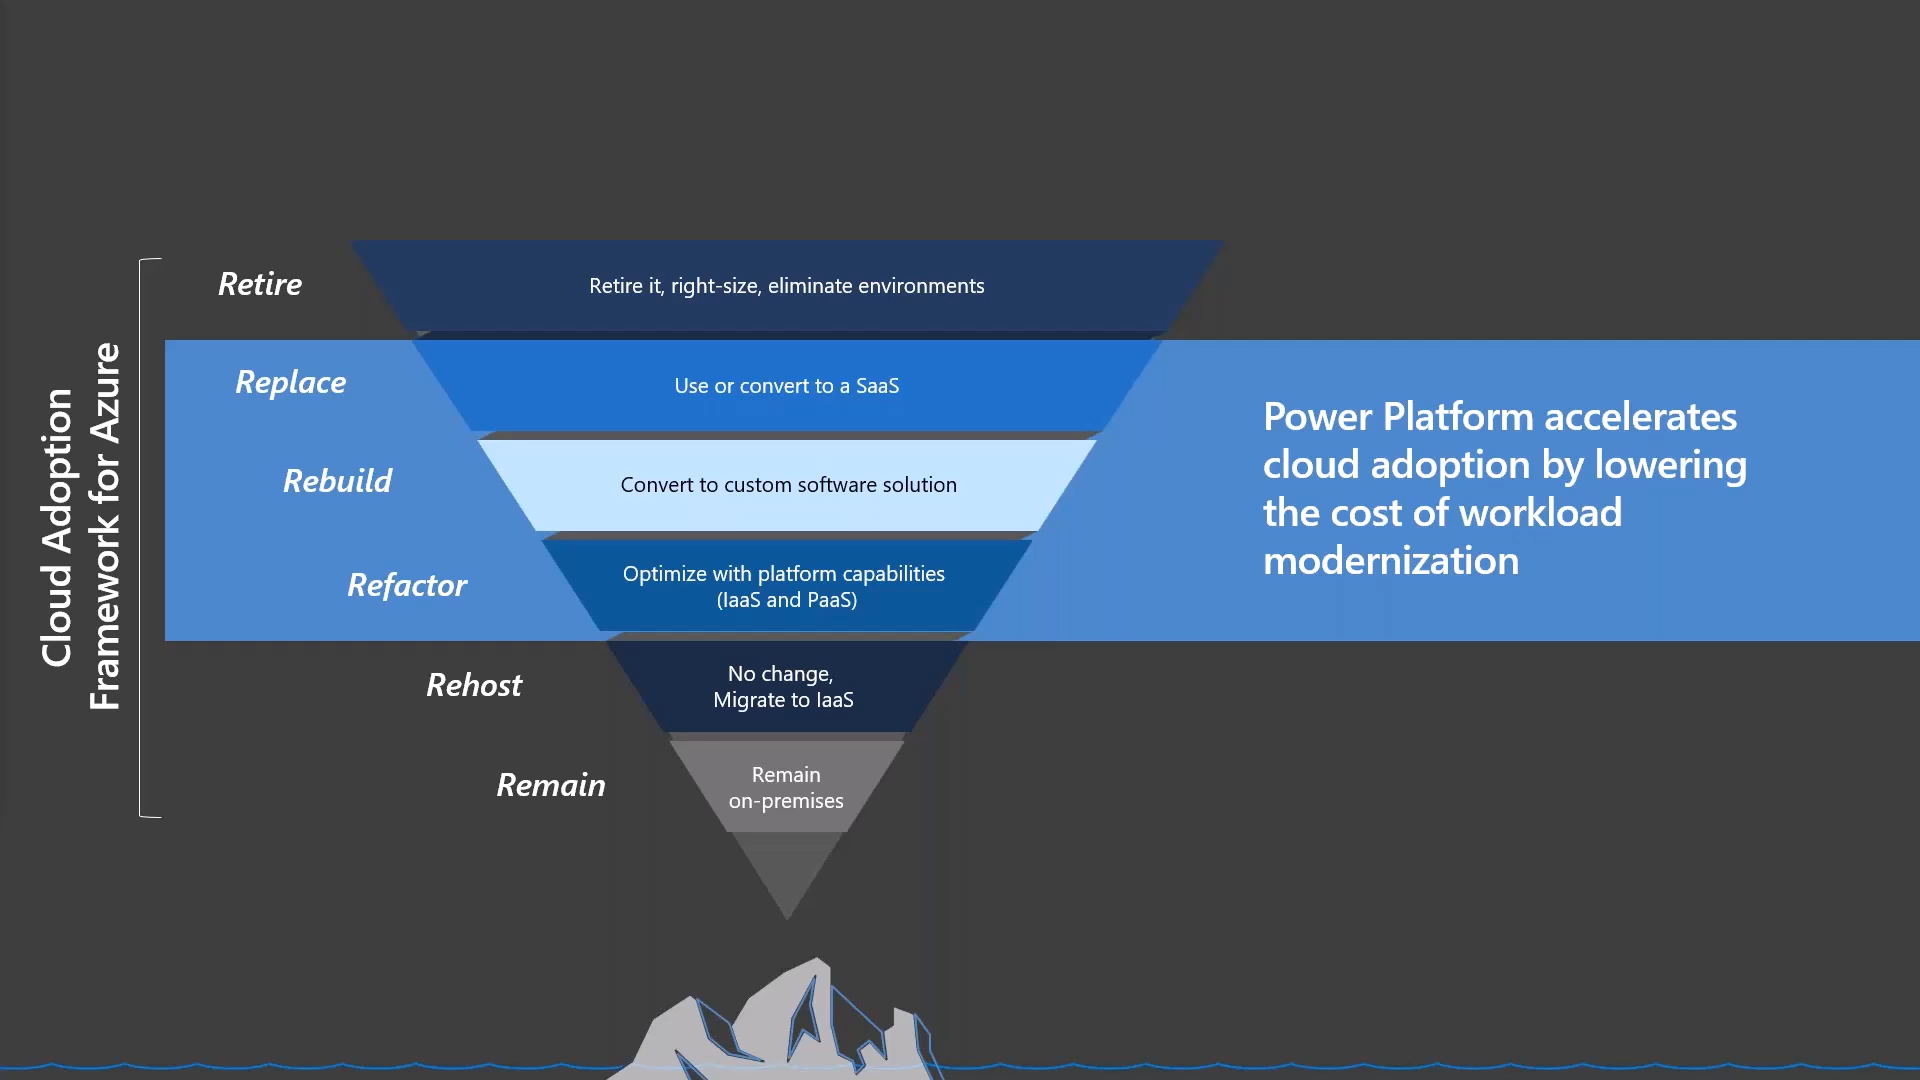 Cloud Adoption
Framework for Azure
Retire
Retire it, right-size, eliminate environments
Replace
Use or convert to a SaaS
Rebuild
Convert to custom software solution
Refactor
Optimize with platform capabilities
(IaaS and PaaS)
Rehost
No change,
Migrate to IaaS
Remain
Remain
on-premises
Power Platform accelerates
cloud adoption by lowering
the cost of workload
modernization